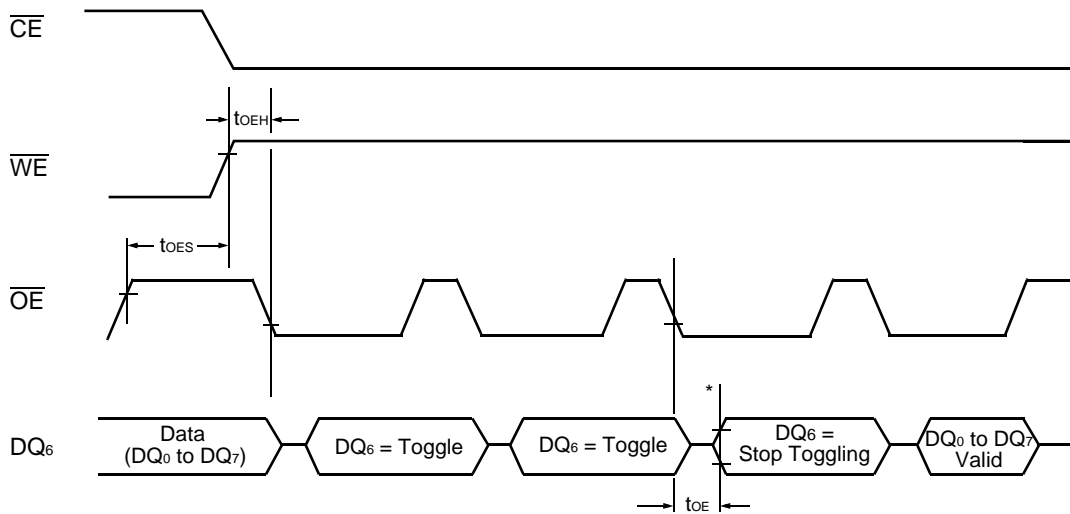 CE
tOEH
WE
tOES
OE
*
DQ6
Data
(DQ0 to DQ7)
DQ6 = Toggle
DQ6 = Toggle
DQ6 =
Stop Toggling
DQ0 to DQ7
Valid
tOE